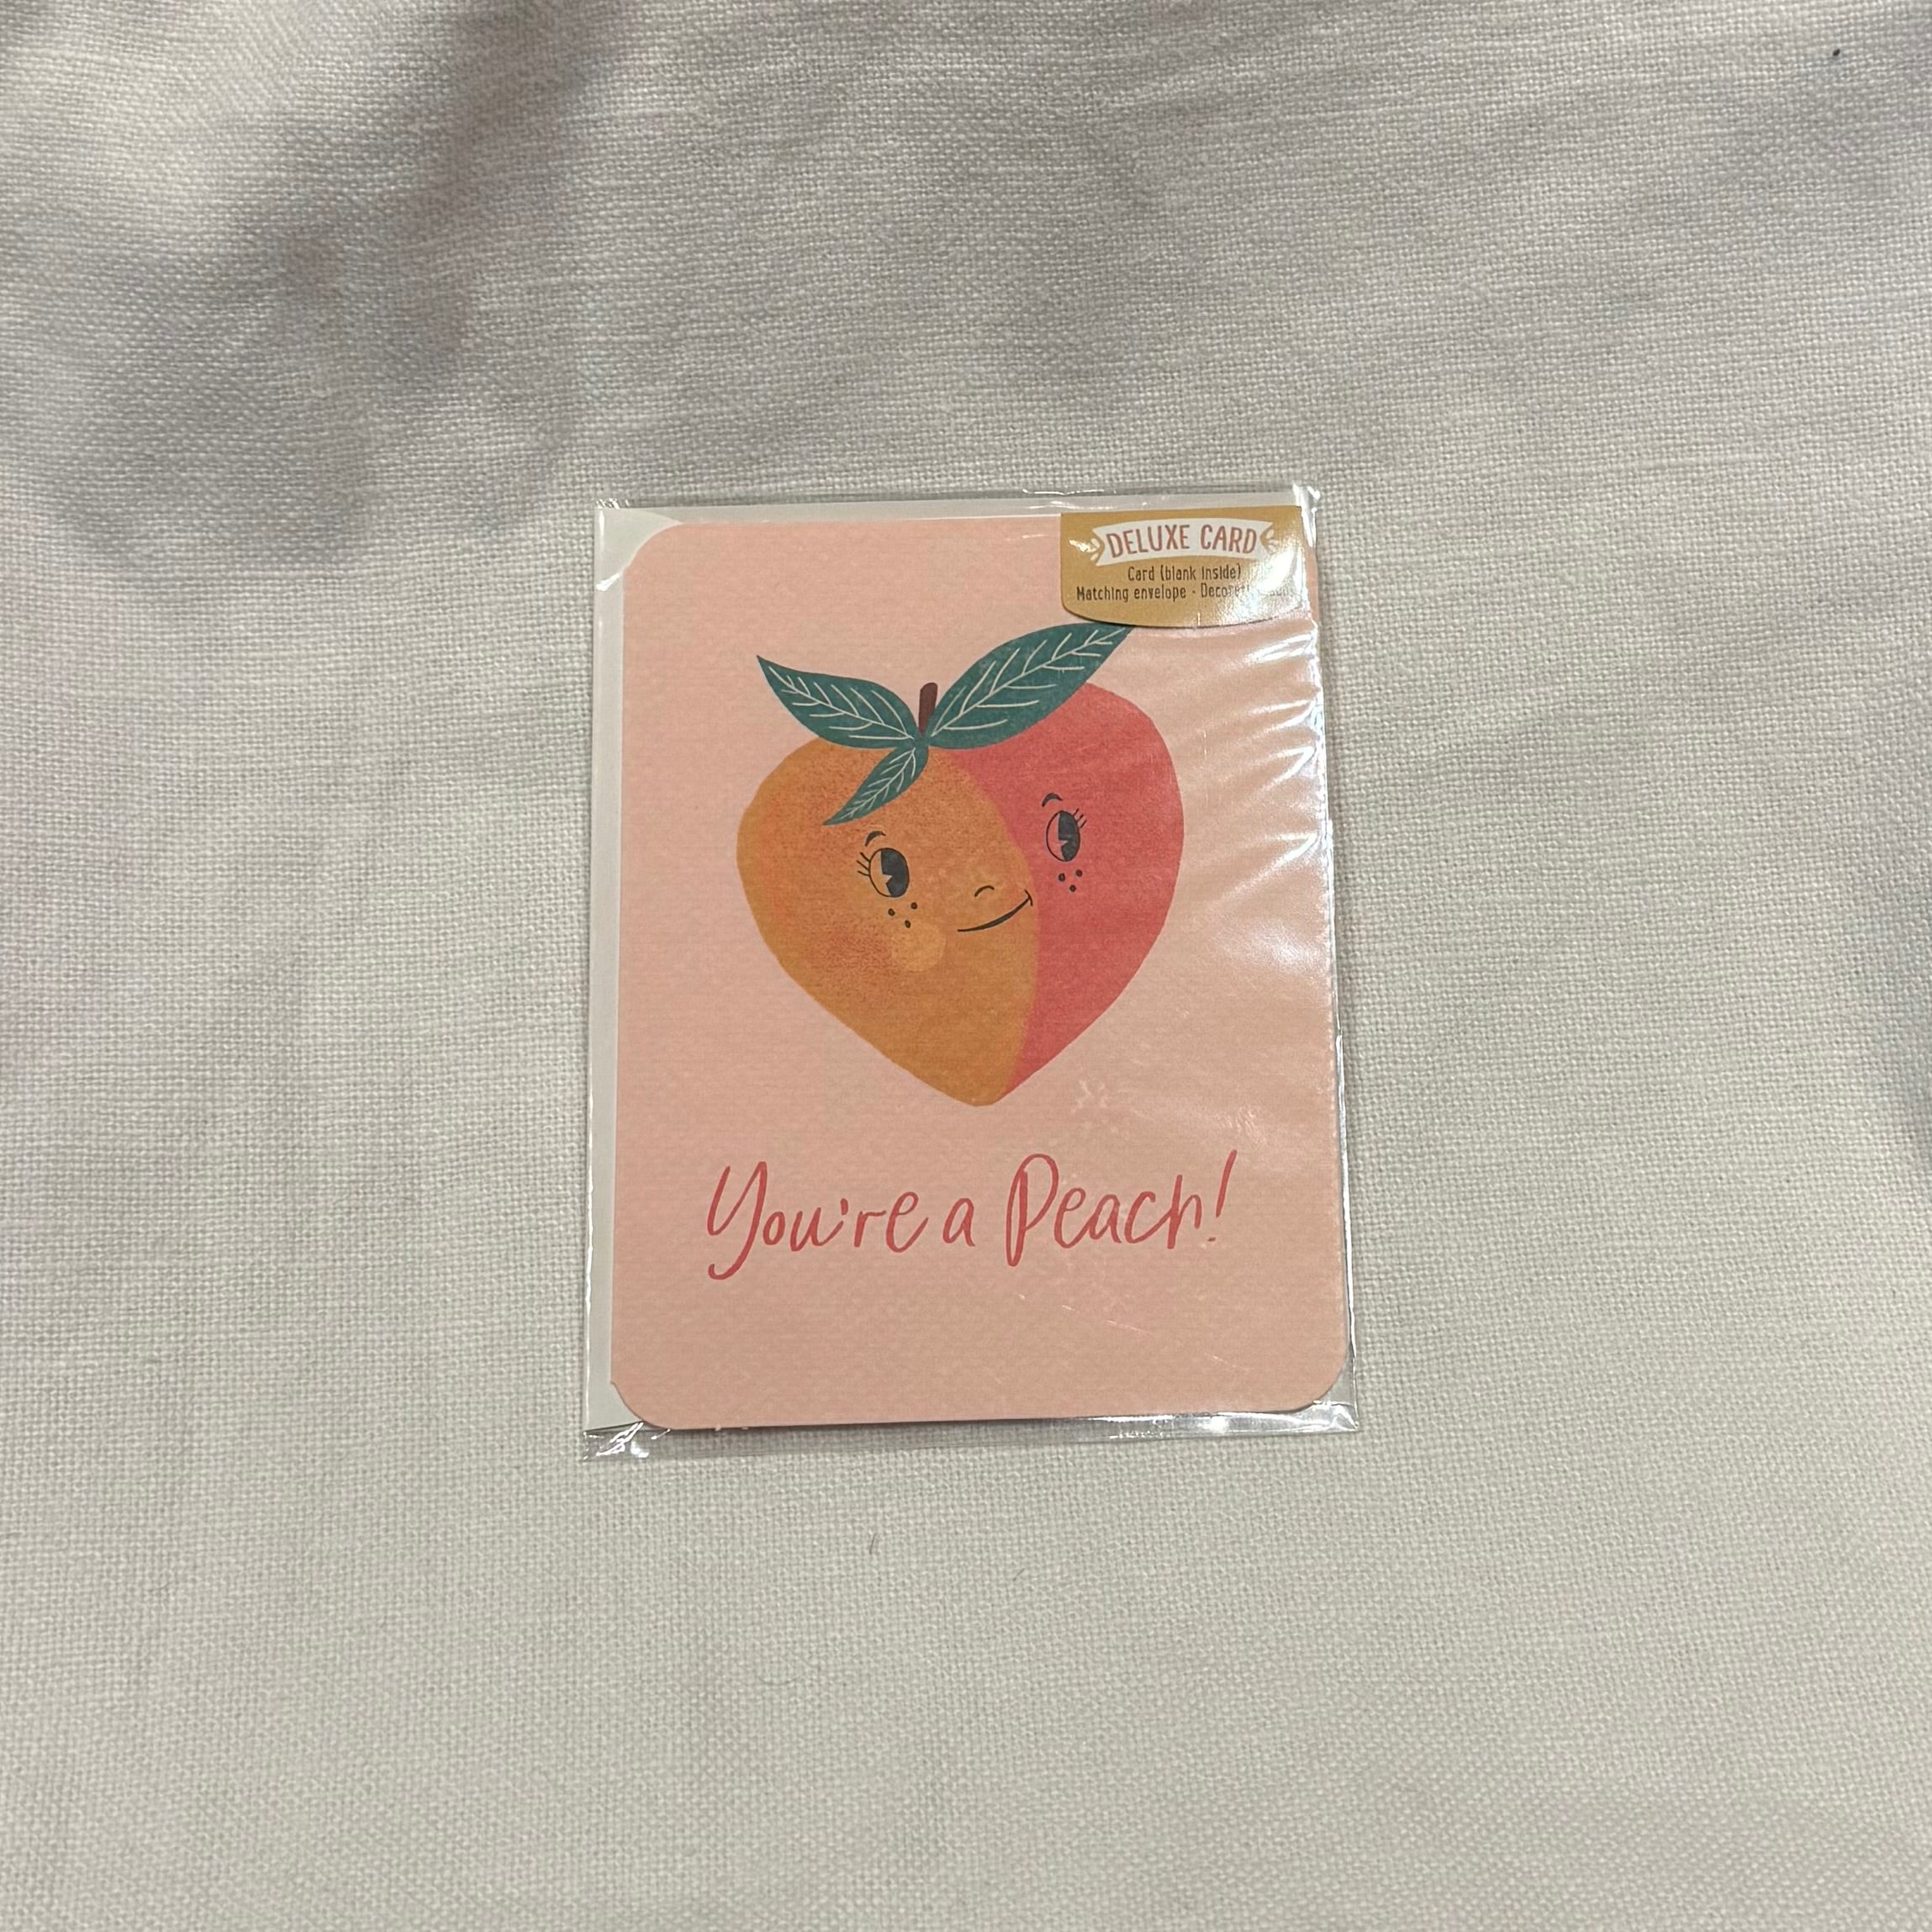 DELUXE CARD
Card (blank inside)
Matching envelope -
You're a Peach!